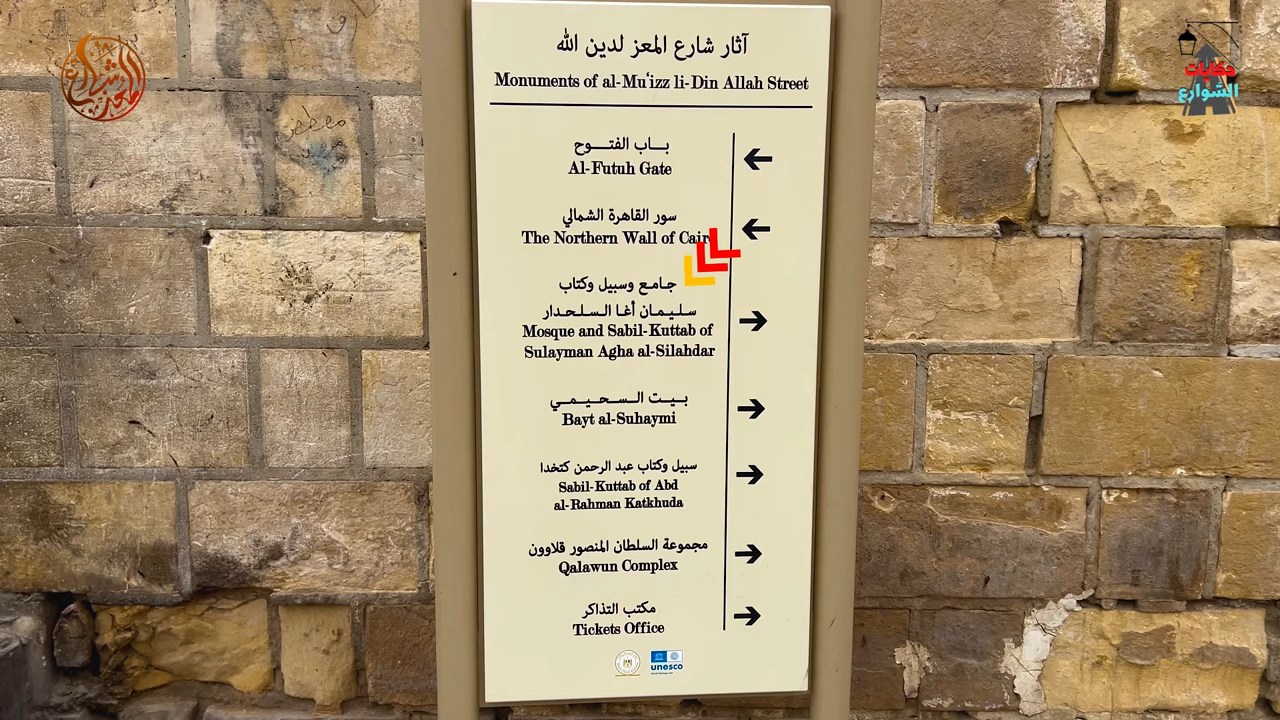 آثار شارع المعز لدين الله
Monuments of al-Mu'izz li-Din Allah Street
باب الفتوح
Al-Futuh Gate
سور القاهرة الشمالي
The Northern Wall of Cairo
جامع وسبيل وكتاب
سليمان أغا السلحدار
Mosque and Sabil-Kuttab of
Sulayman Agha al-Silahdar
بيت السحيمي
Bayt al-Suhaymi
سبيل وكتاب عبد الرحمن كتخدا
Sabil-Kuttab of Abd
al-Rahman Katkhuda
مجموعة السلطان المنصور قلاوون
Qalawun Complex
مكتب التذاكر
Tickets Office
unesco
حكايات
الشوارع